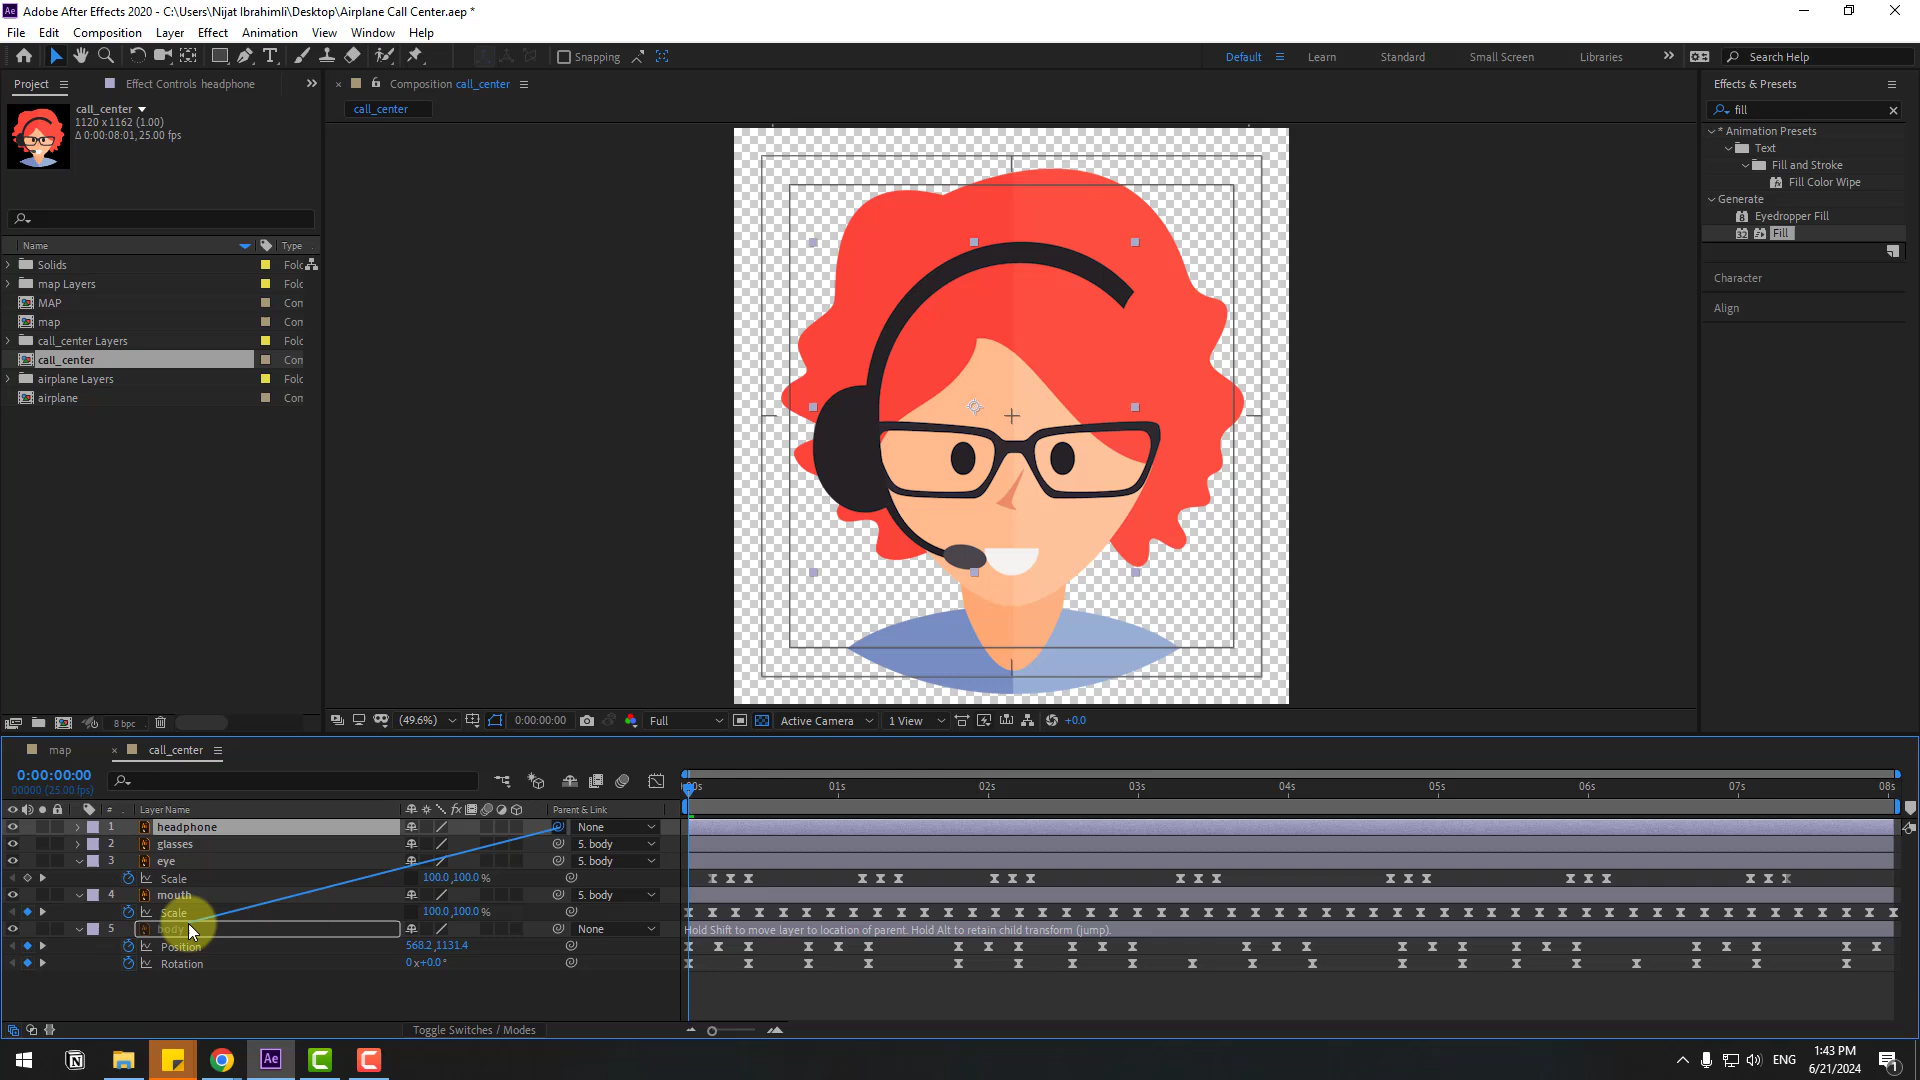 Adobe After Effects 2020 - C:\Users\Nijat Ibrahimli\Desktop\Airplane Call Center.aep *
File Edit Composition Layer Effect Animation View Window Help
Snapping Default Learn Standard Small Screen Libraries Search Help
Project Effect Controls headphone
Composition call_center
Effects & Presets
call_center
1120 x 1162 (1.00)
Δ 0:00:08:01, 25.00 fps
call_center
fill
* Animation Presets
Text
Fill and Stroke
Fill Color Wipe
Generate
Eyedropper Fill
Fill
Character
Align
Name Type
Solids Folc
map Layers Folc
MAP Con
map Con
call_center Layers Folc
call_center Con
airplane Layers Folc
airplane Con
8 bpc
(49.6%) 0:00:00:00 Full Active Camera 1 View +0.0
map call_center
0:00:00:00
00000 (25.00 fps)
01s 02s 03s 04s 05s 06s 07s 08s
# Layer Name Parent & Link
1 headphone None
2 glasses 5. body
3 eye 5. body
Scale 100.0,100.0 %
4 mouth 5. body
Scale 100.0,100.0 %
5 body None
Hold Shift to move layer to location of parent. Hold Alt to retain child transform (jump).
Position 568.2,1131.4
Rotation 0x+0.0°
Toggle Switches / Modes
ENG
1:43 PM
6/21/2024
1